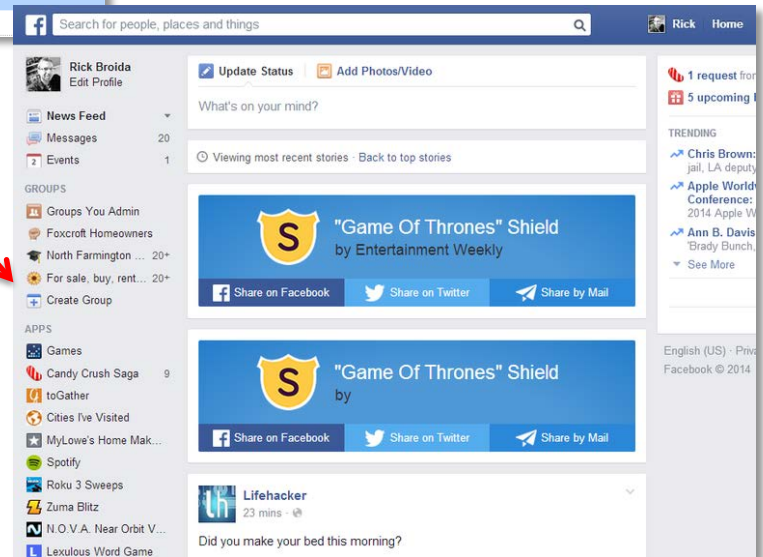 Search for people, places and things
Rick Home
Rick Broida
Edit Profile
News Feed
Messages 20
2 Events 1
GROUPS
Groups You Admin
Foxcroft Homeowners
North Farmington ... 20+
For sale, buy, rent... 20+
Create Group
APPS
Games
Candy Crush Saga 9
toGather
Cities I've Visited
MyLowe's Home Mak...
Spotify
Roku 3 Sweeps
Zuma Blitz
N.O.V.A. Near Orbit V...
Lexulous Word Game
Update Status Add Photos/Video
What's on your mind?
Viewing most recent stories · Back to top stories
S
"Game Of Thrones" Shield
by Entertainment Weekly
Share on Facebook Share on Twitter Share by Mail
S
"Game Of Thrones" Shield
by
Share on Facebook Share on Twitter Share by Mail
lh
Lifehacker
23 mins ·
Did you make your bed this morning?
1 request from
5 upcoming
TRENDING
Chris Brown:
jail, LA deputy
Apple World
Conference:
2014 Apple W
Ann B. Davis
'Brady Bunch,
See More
English (US) · Priva
Facebook © 2014